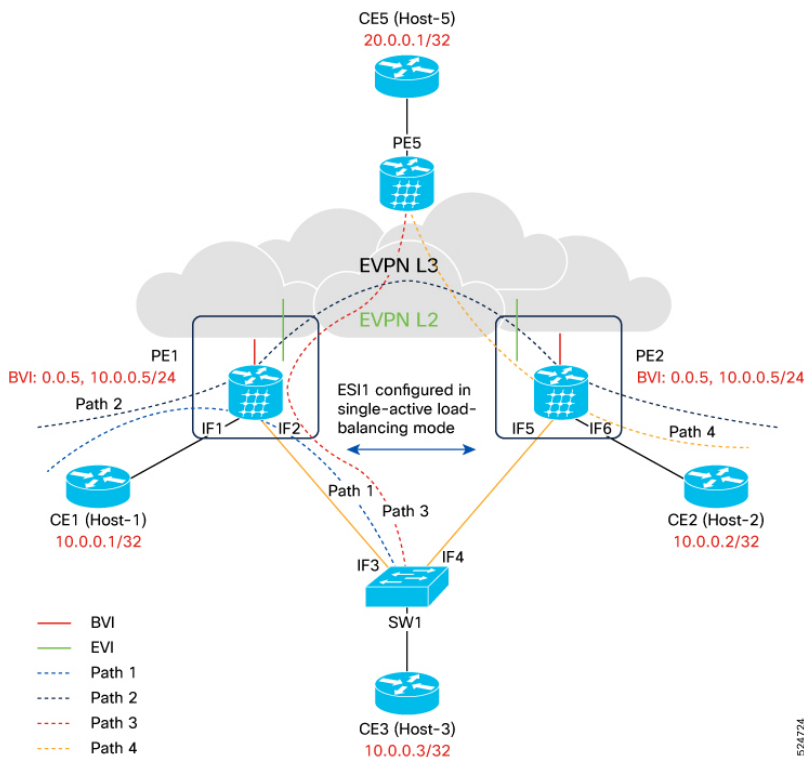 CE5 (Host-5)
20.0.0.1/32
PE5
EVPN L3
EVPN L2
PE1
PE2
BVI: 0.0.5, 10.0.0.5/24
BVI: 0.0.5, 10.0.0.5/24
ESI1 configured in
single-active load-
balancing mode
Path 2
Path 4
IF1
IF2
IF5
IF6
Path 1
Path 3
CE1 (Host-1)
10.0.0.1/32
CE2 (Host-2)
10.0.0.2/32
IF3
IF4
SW1
CE3 (Host-3)
10.0.0.3/32
BVI
EVI
Path 1
Path 2
Path 3
Path 4
524724